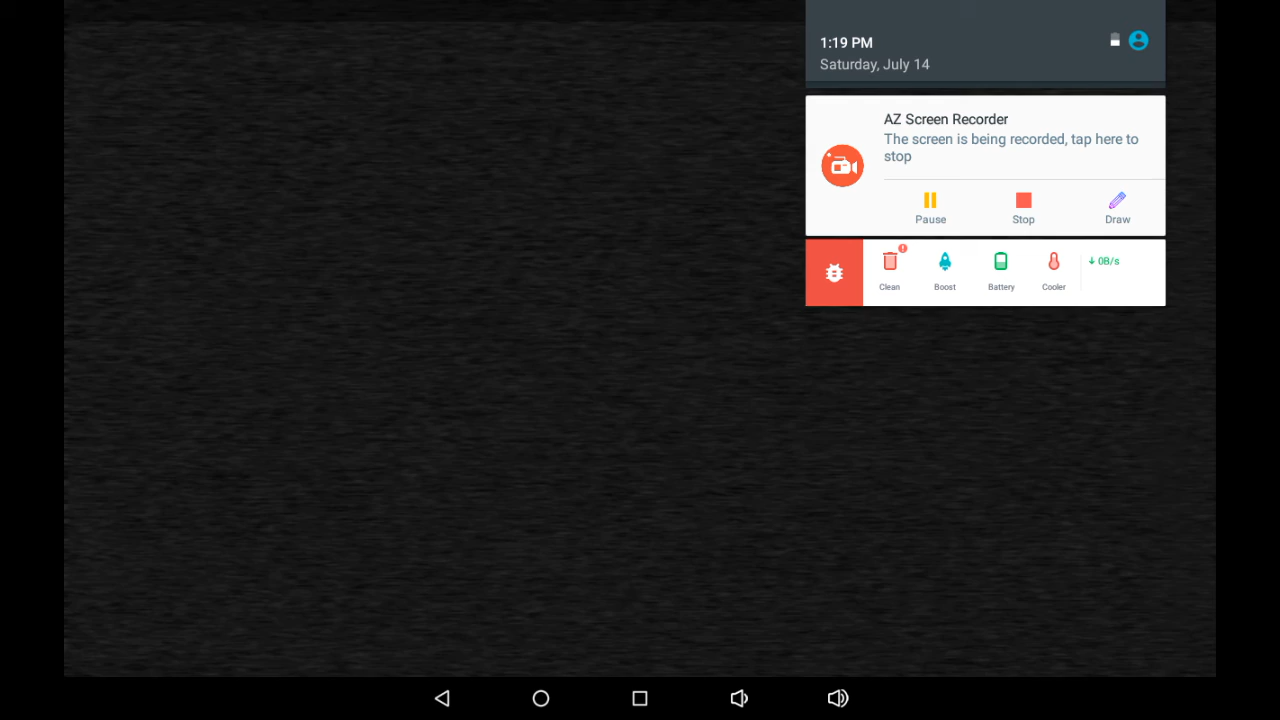 1:19 PM
Saturday, July 14
AZ Screen Recorder
The screen is being recorded, tap here to
stop
Pause Stop Draw
Clean Boost Battery Cooler 0B/s